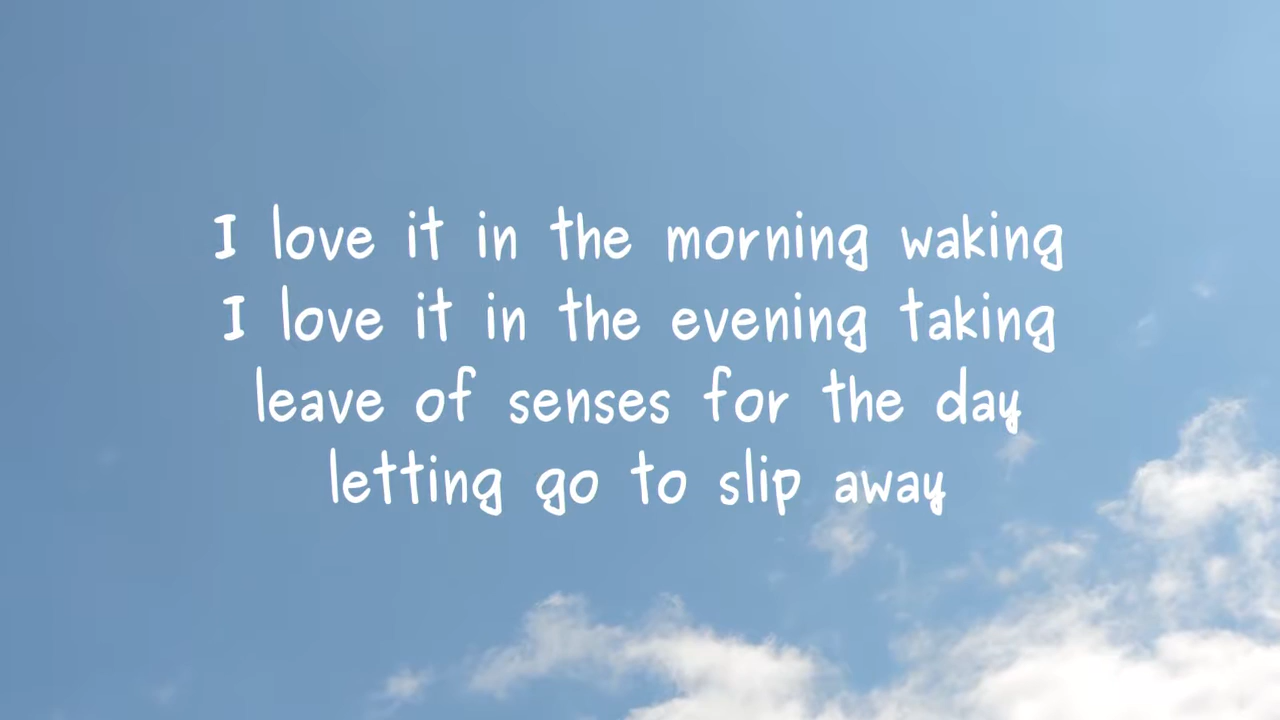 I love it in the morning waking
I love it in the evening taking
leave of senses for the day
letting go to slip away